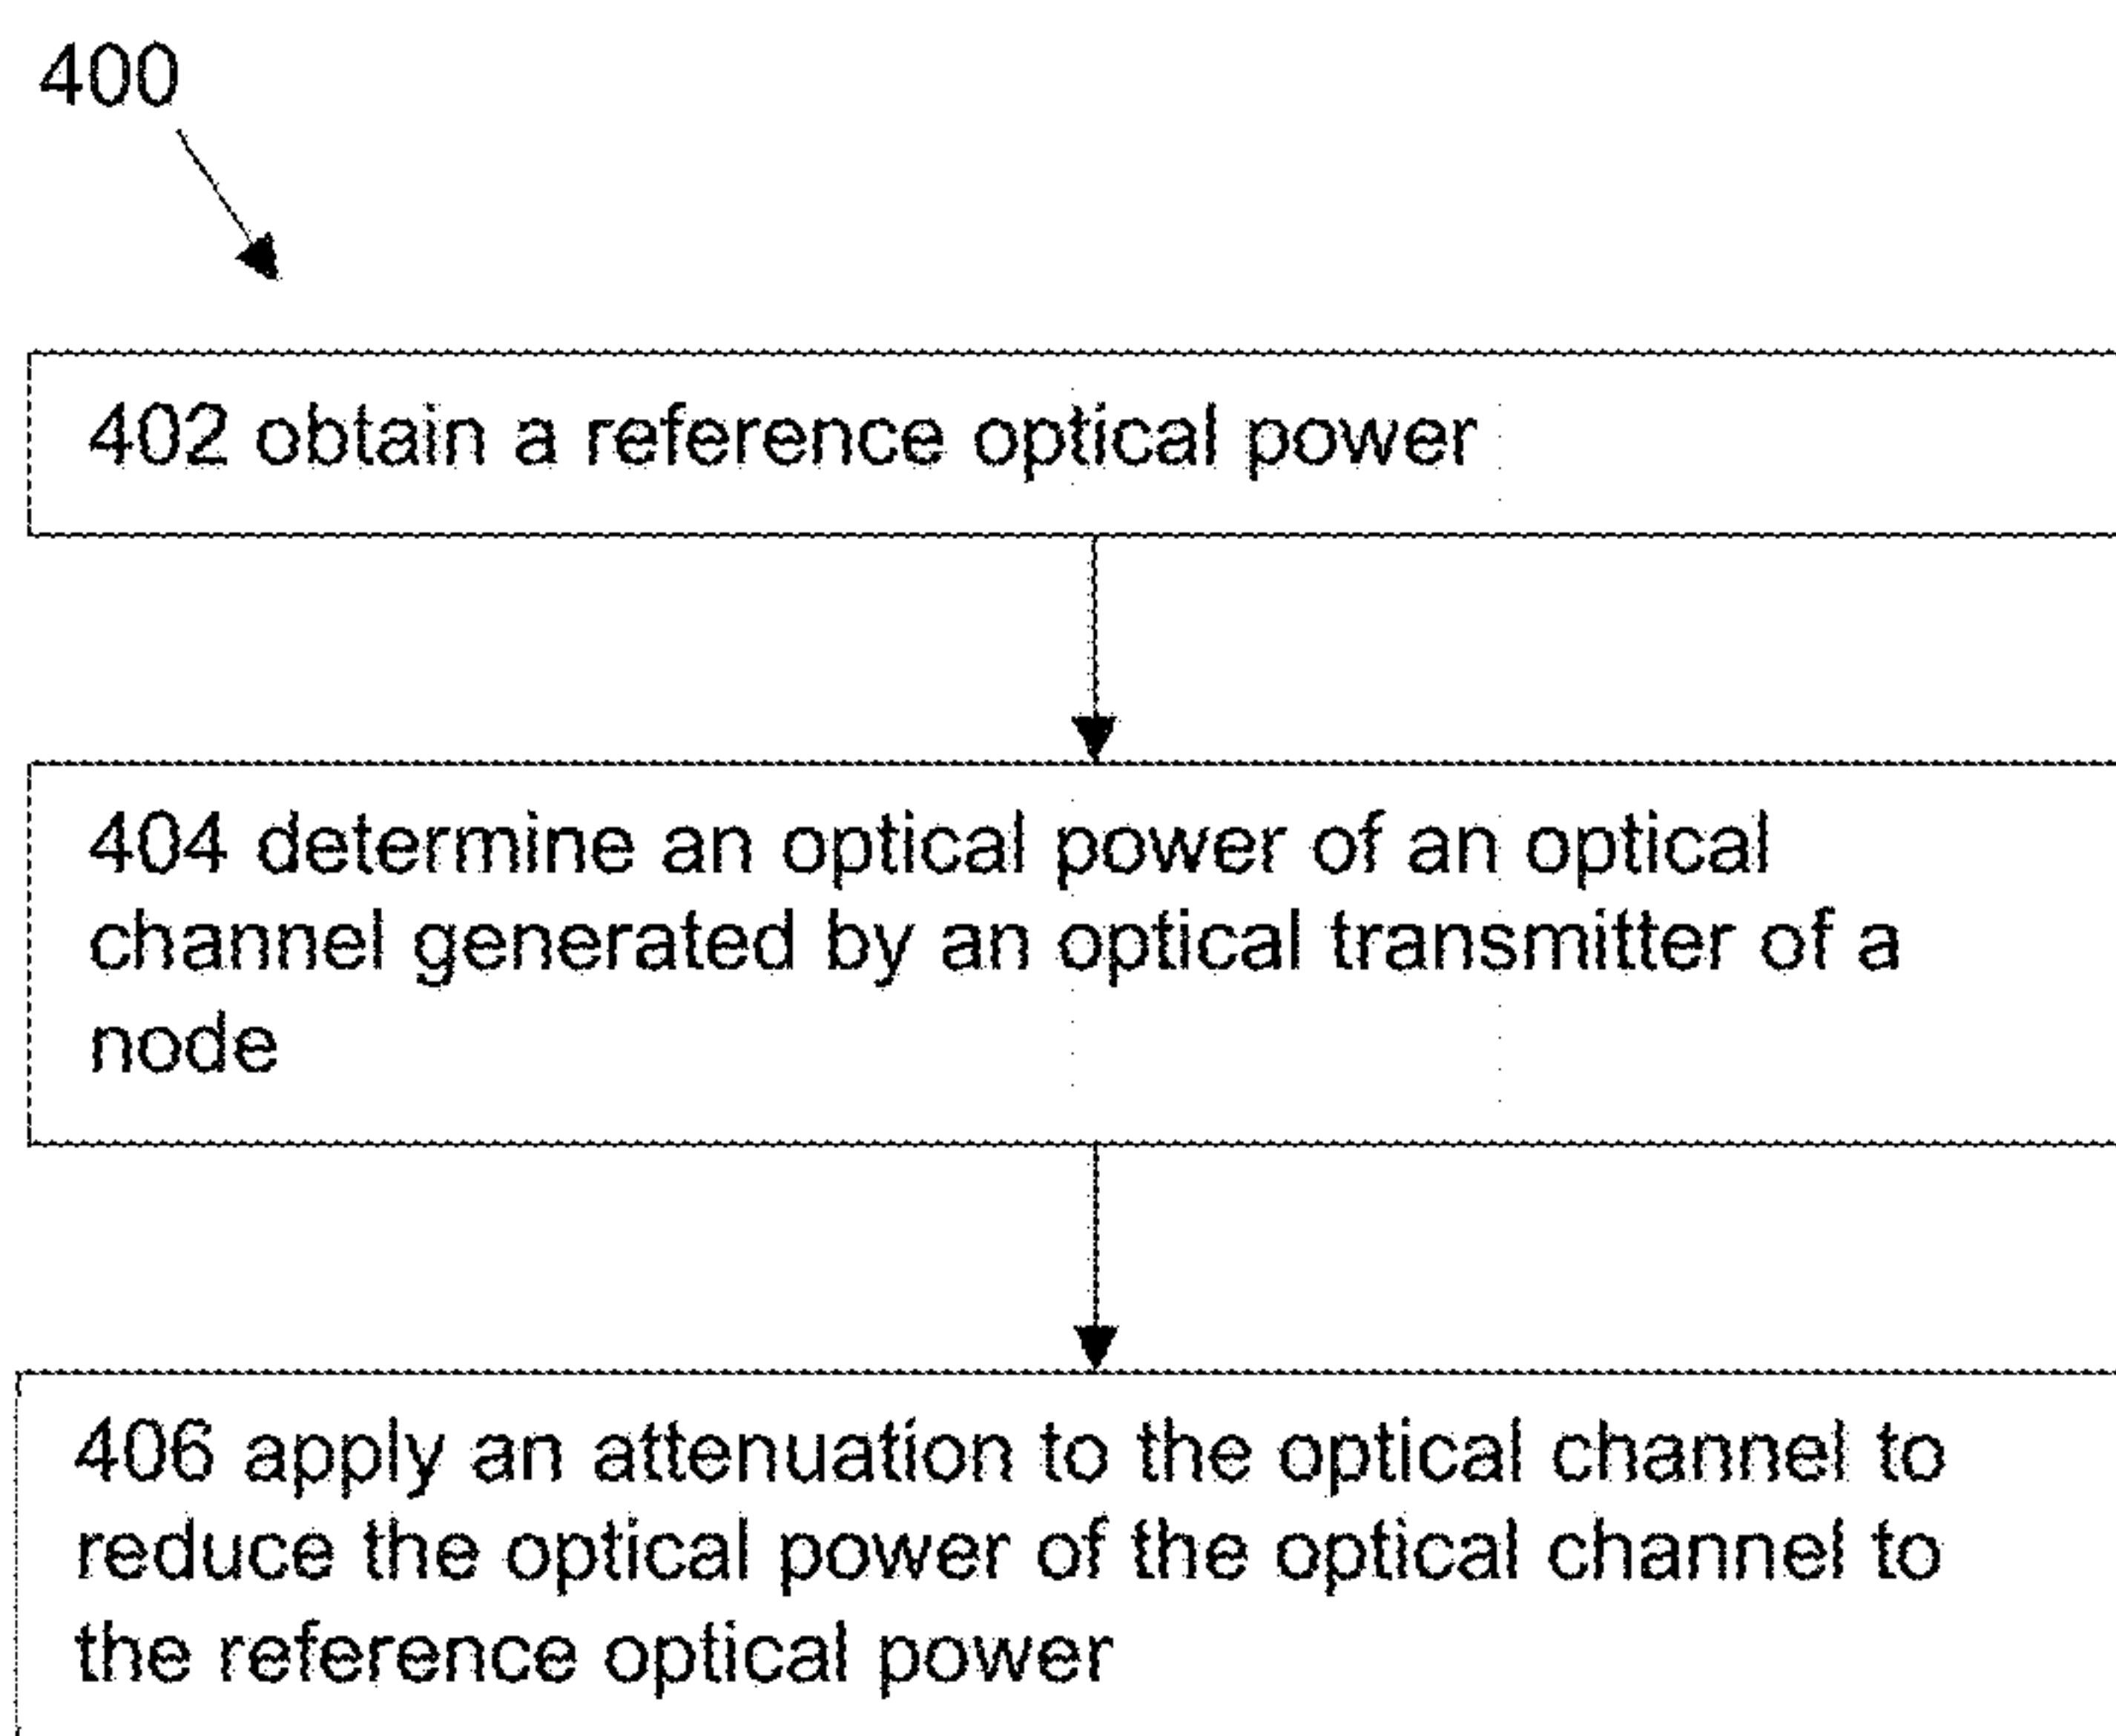 400
402 obtain a reference optical power
404 determine an optical power of an optical
channel generated by an optical transmitter of a
node
406 apply an attenuation to the optical channel to
reduce the optical power of the optical channel to
the reference optical power